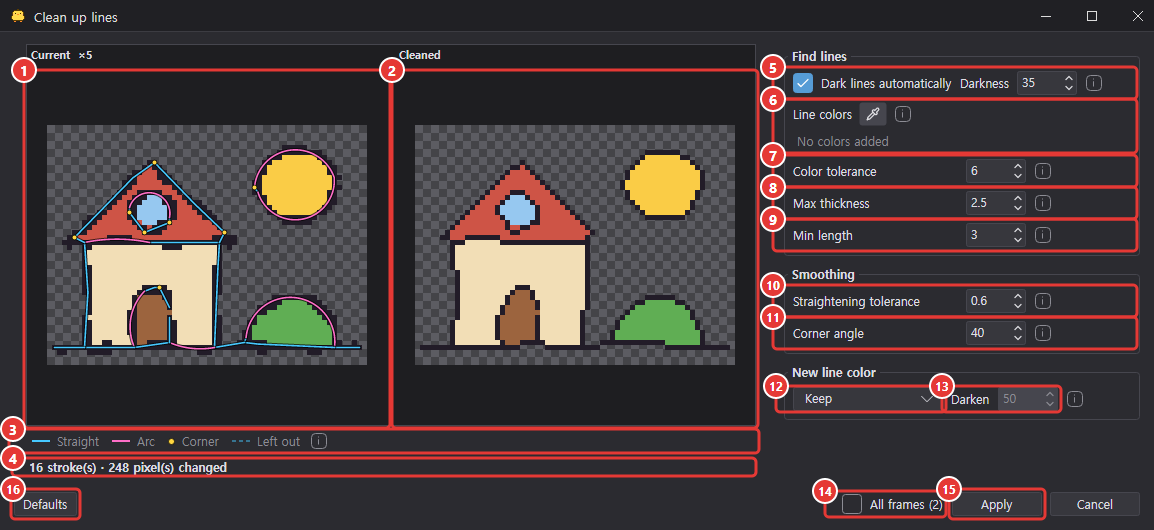 Clean up lines
Current ×5
Cleaned
1
2
Find lines
5
Dark lines automatically Darkness 35
6
Line colors
No colors added
7
Color tolerance 6
8
Max thickness 2.5
9
Min length 3
Smoothing
10
Straightening tolerance 0.6
11
Corner angle 40
New line color
12
Keep
13
Darken 50
3
Straight Arc Corner Left out
4
16 stroke(s) · 248 pixel(s) changed
16
Defaults
14
All frames (2)
15
Apply
Cancel